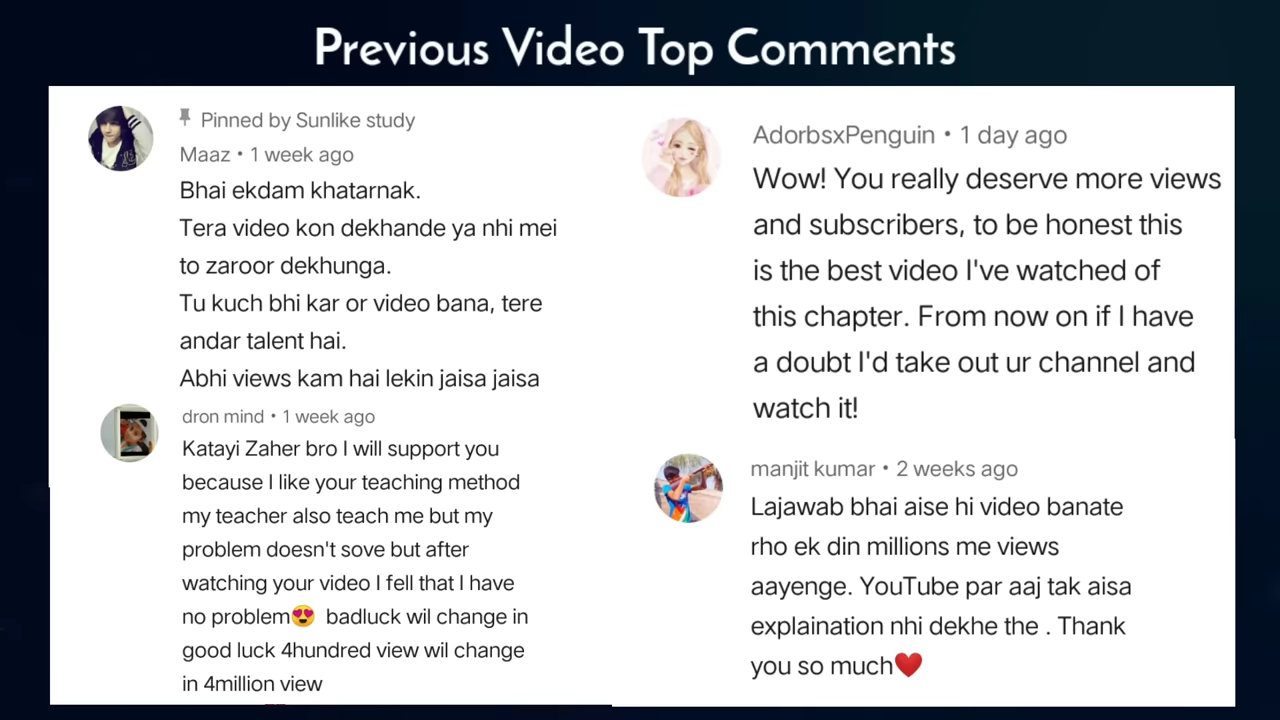 Previous Video Top Comments
Pinned by Sunlike study
Maaz • 1 week ago
Bhai ekdam khatarnak.
Tera video kon dekhande ya nhi mei
to zaroor dekhunga.
Tu kuch bhi kar or video bana, tere
andar talent hai.
Abhi views kam hai lekin jaisa jaisa
dron mind • 1 week ago
Katayi Zaher bro I will support you
because I like your teaching method
my teacher also teach me but my
problem doesn't sove but after
watching your video I fell that I have
no problem😍 badluck wil change in
good luck 4hundred view wil change
in 4million view
AdorbsxPenguin • 1 day ago
Wow! You really deserve more views
and subscribers, to be honest this
is the best video I've watched of
this chapter. From now on if I have
a doubt I'd take out ur channel and
watch it!
manjit kumar • 2 weeks ago
Lajawab bhai aise hi video banate
rho ek din millions me views
aayenge. YouTube par aaj tak aisa
explaination nhi dekhe the . Thank
you so much❤️